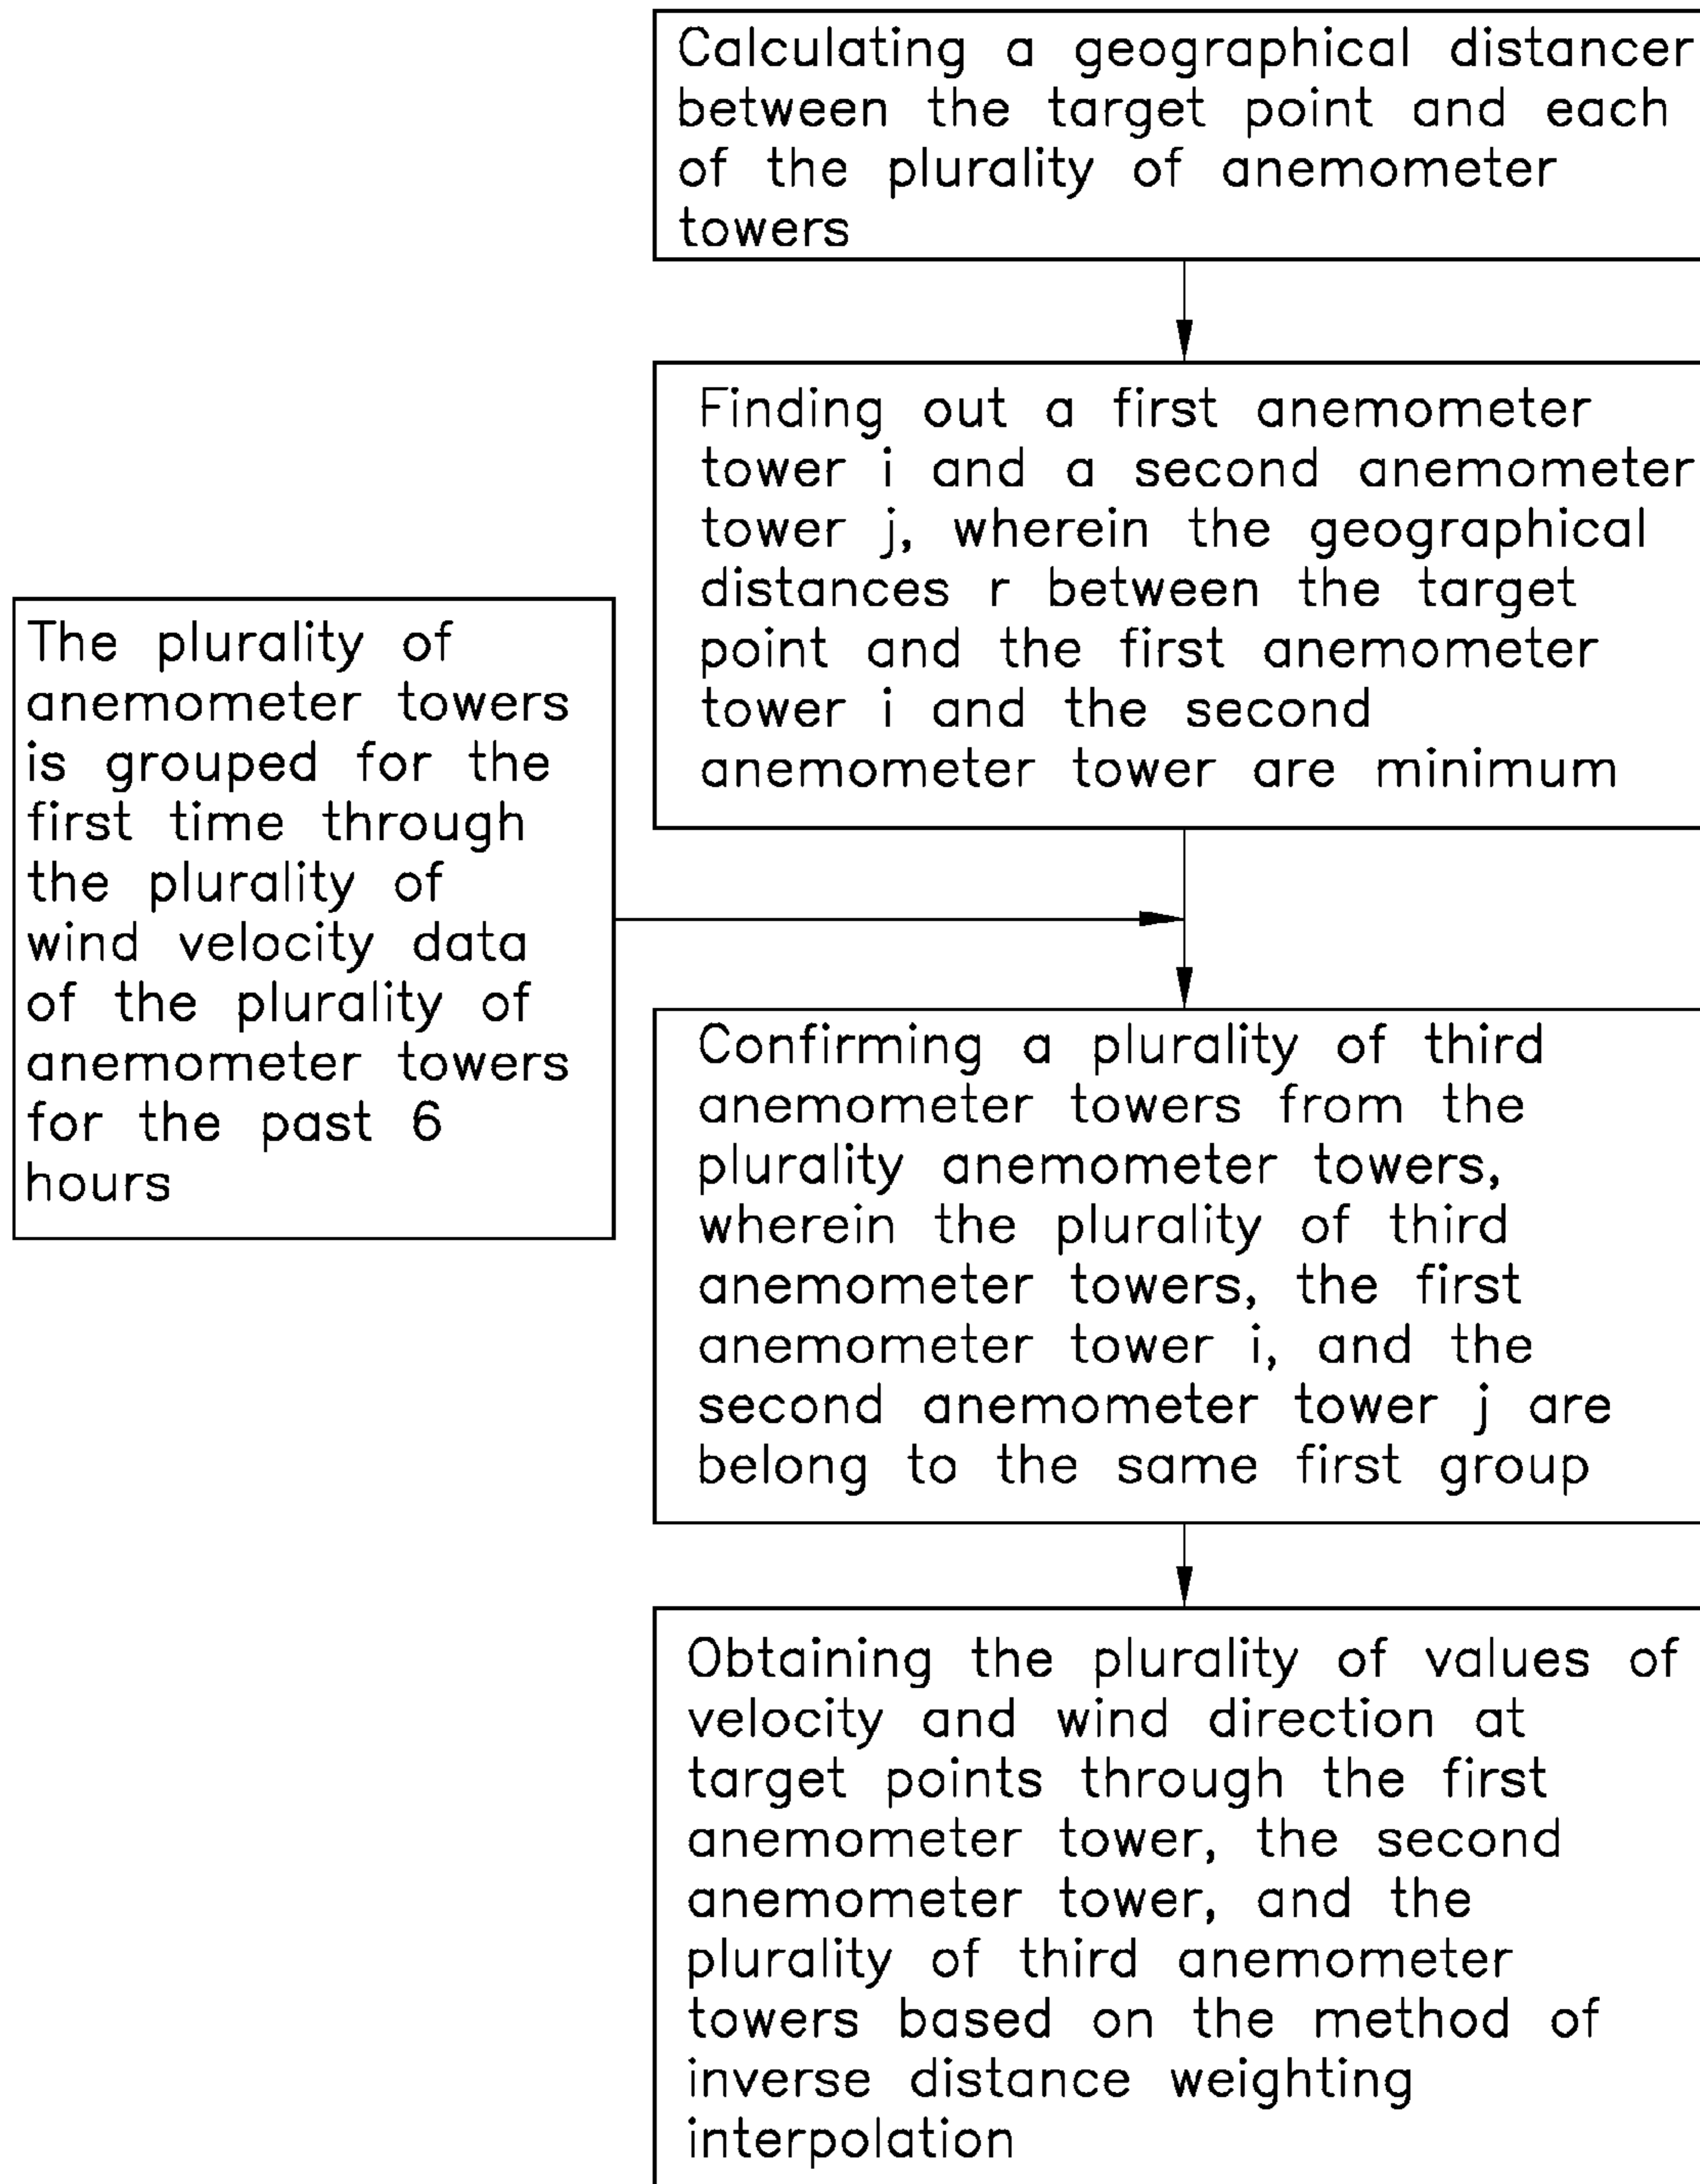 Calculating a geographical distancer
between the target point and each
of the plurality of anemometer
towers
Finding out a first anemometer
tower i and a second anemometer
tower j, wherein the geographical
distances r between the target
point and the first anemometer
tower i and the second
anemometer tower are minimum
The plurality of
anemometer towers
is grouped for the
first time through
the plurality of
wind velocity data
of the plurality of
anemometer towers
for the past 6
hours
Confirming a plurality of third
anemometer towers from the
plurality anemometer towers,
wherein the plurality of third
anemometer towers, the first
anemometer tower i, and the
second anemometer tower j are
belong to the same first group
Obtaining the plurality of values of
velocity and wind direction at
target points through the first
anemometer tower, the second
anemometer tower, and the
plurality of third anemometer
towers based on the method of
inverse distance weighting
interpolation